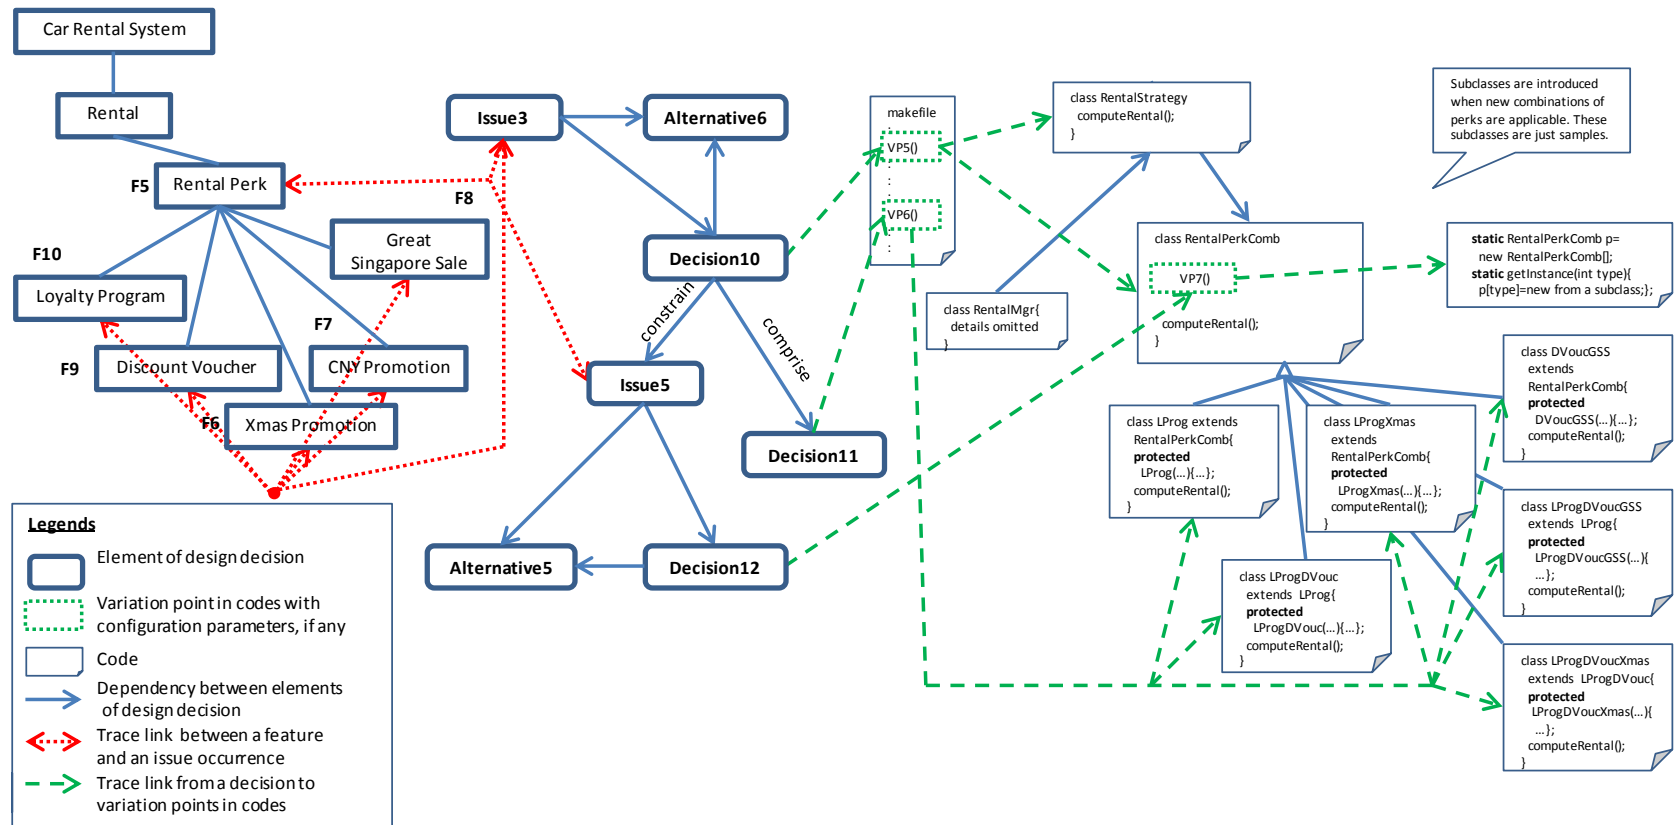 Car Rental System
Rental
F5
Rental Perk
F8
F10
Great
Singapore Sale
Loyalty Program
F7
F9
Discount Voucher
CNY Promotion
F6
Xmas Promotion
Legends
Element of design decision
Variation point in codes with
configuration parameters, if any
Code
Dependency between elements
of design decision
Trace link between a feature
and an issue occurrence
Trace link from a decision to
variation points in codes
Issue3
Alternative6
Decision10
constrain
comprise
Issue5
Decision11
Alternative5
Decision12
makefile
:
VP5()
:
:
:
:
VP6()
:
:
class RentalStrategy
computeRental();
}
class RentalMgr{
details omitted
}
class RentalPerkComb
VP7()
computeRental();
}
Subclasses are introduced
when new combinations of
perks are applicable. These
subclasses are just samples.
static RentalPerkComb p=
new RentalPerkComb[];
static getInstance(int type){
p[type]=new from a subclass;};
class LProg extends
RentalPerkComb{
protected
LProg(...){...};
computeRental();
}
class LProgXmas
extends
RentalPerkComb{
protected
LProgXmas(...){...};
computeRental();
}
class LProgDVouc
extends LProg{
protected
LProgDVouc(...){...};
computeRental();
}
class DVoucGSS
extends
RentalPerkComb{
protected
DVoucGSS(...){...};
computeRental();
}
class LProgDVoucGSS
extends LProg{
protected
LProgDVoucGSS(...){
...};
computeRental();
}
class LProgDVoucXmas
extends LProgDVouc{
protected
LProgDVoucXmas(...){
...};
computeRental();
}